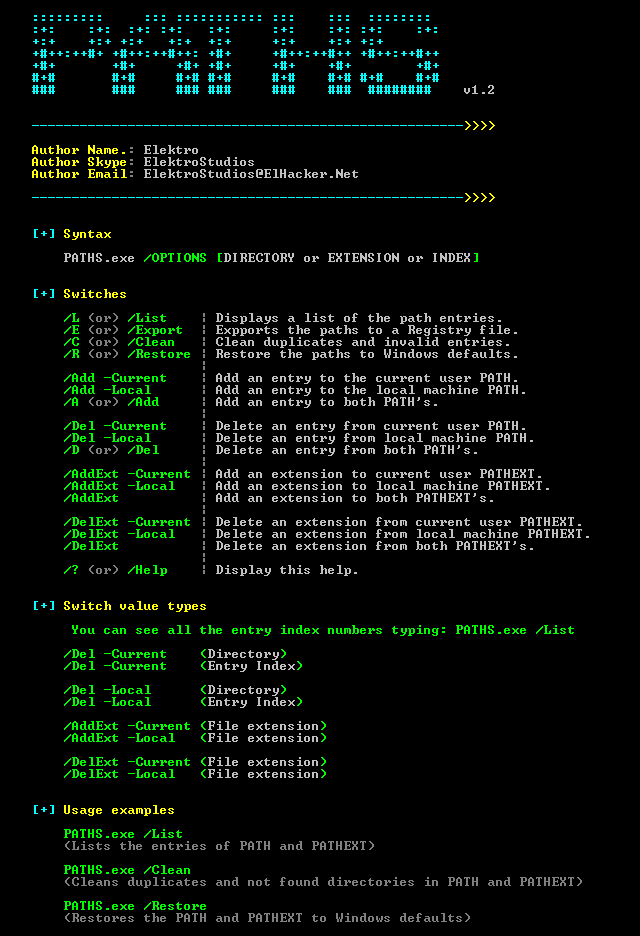 PATHS v1.2
------------------------------------------------------>>>>
Author Name.: Elektro
Author Skype: ElektroStudios
Author Email: ElektroStudios@ElHacker.Net
------------------------------------------------------>>>>
[+] Syntax
PATHS.exe /OPTIONS [DIRECTORY or EXTENSION or INDEX]
[+] Switches
/L (or) /List ¦ Displays a list of the path entries.
/E (or) /Export ¦ Expports the paths to a Registry file.
/C (or) /Clean ¦ Clean duplicates and invalid entries.
/R (or) /Restore ¦ Restore the paths to Windows defaults.
¦
/Add -Current ¦ Add an entry to the current user PATH.
/Add -Local ¦ Add an entry to the local machine PATH.
/A (or) /Add ¦ Add an entry to both PATH's.
¦
/Del -Current ¦ Delete an entry from current user PATH.
/Del -Local ¦ Delete an entry from local machine PATH.
/D (or) /Del ¦ Delete an entry from both PATH's.
¦
/AddExt -Current ¦ Add an extension to current user PATHEXT.
/AddExt -Local ¦ Add an extension to local machine PATHEXT.
/AddExt ¦ Add an extension to both PATHEXT's.
¦
/DelExt -Current ¦ Delete an extension from current user PATHEXT.
/DelExt -Local ¦ Delete an extension from local machine PATHEXT.
/DelExt ¦ Delete an extension from both PATHEXT's.
¦
/? (or) /Help ¦ Display this help.
[+] Switch value types
You can see all the entry index numbers typing: PATHS.exe /List
/Del -Current (Directory)
/Del -Current (Entry Index)
/Del -Local (Directory)
/Del -Local (Entry Index)
/AddExt -Current (File extension)
/AddExt -Local (File extension)
/DelExt -Current (File extension)
/DelExt -Local (File extension)
[+] Usage examples
PATHS.exe /List
(Lists the entries of PATH and PATHEXT)
PATHS.exe /Clean
(Cleans duplicates and not found directories in PATH and PATHEXT)
PATHS.exe /Restore
(Restores the PATH and PATHEXT to Windows defaults)